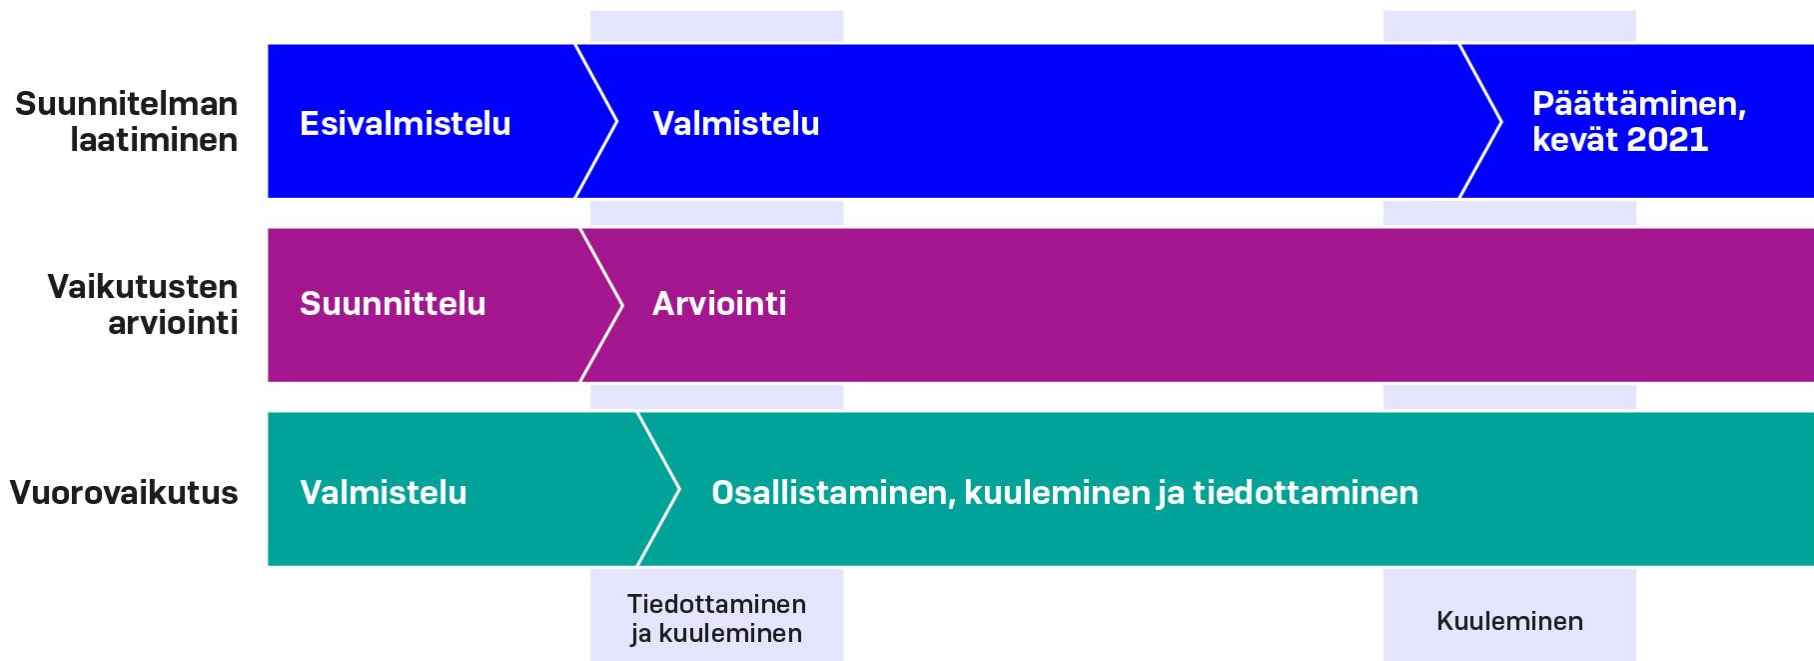 Suunnitelman
laatiminen
Esivalmistelu
Valmistelu
Päättäminen,
kevät 2021
Vaikutusten
arviointi
Suunnittelu
Arviointi
Vuorovaikutus
Valmistelu
Osallistaminen, kuuleminen ja tiedottaminen
Tiedottaminen
ja kuuleminen
Kuuleminen